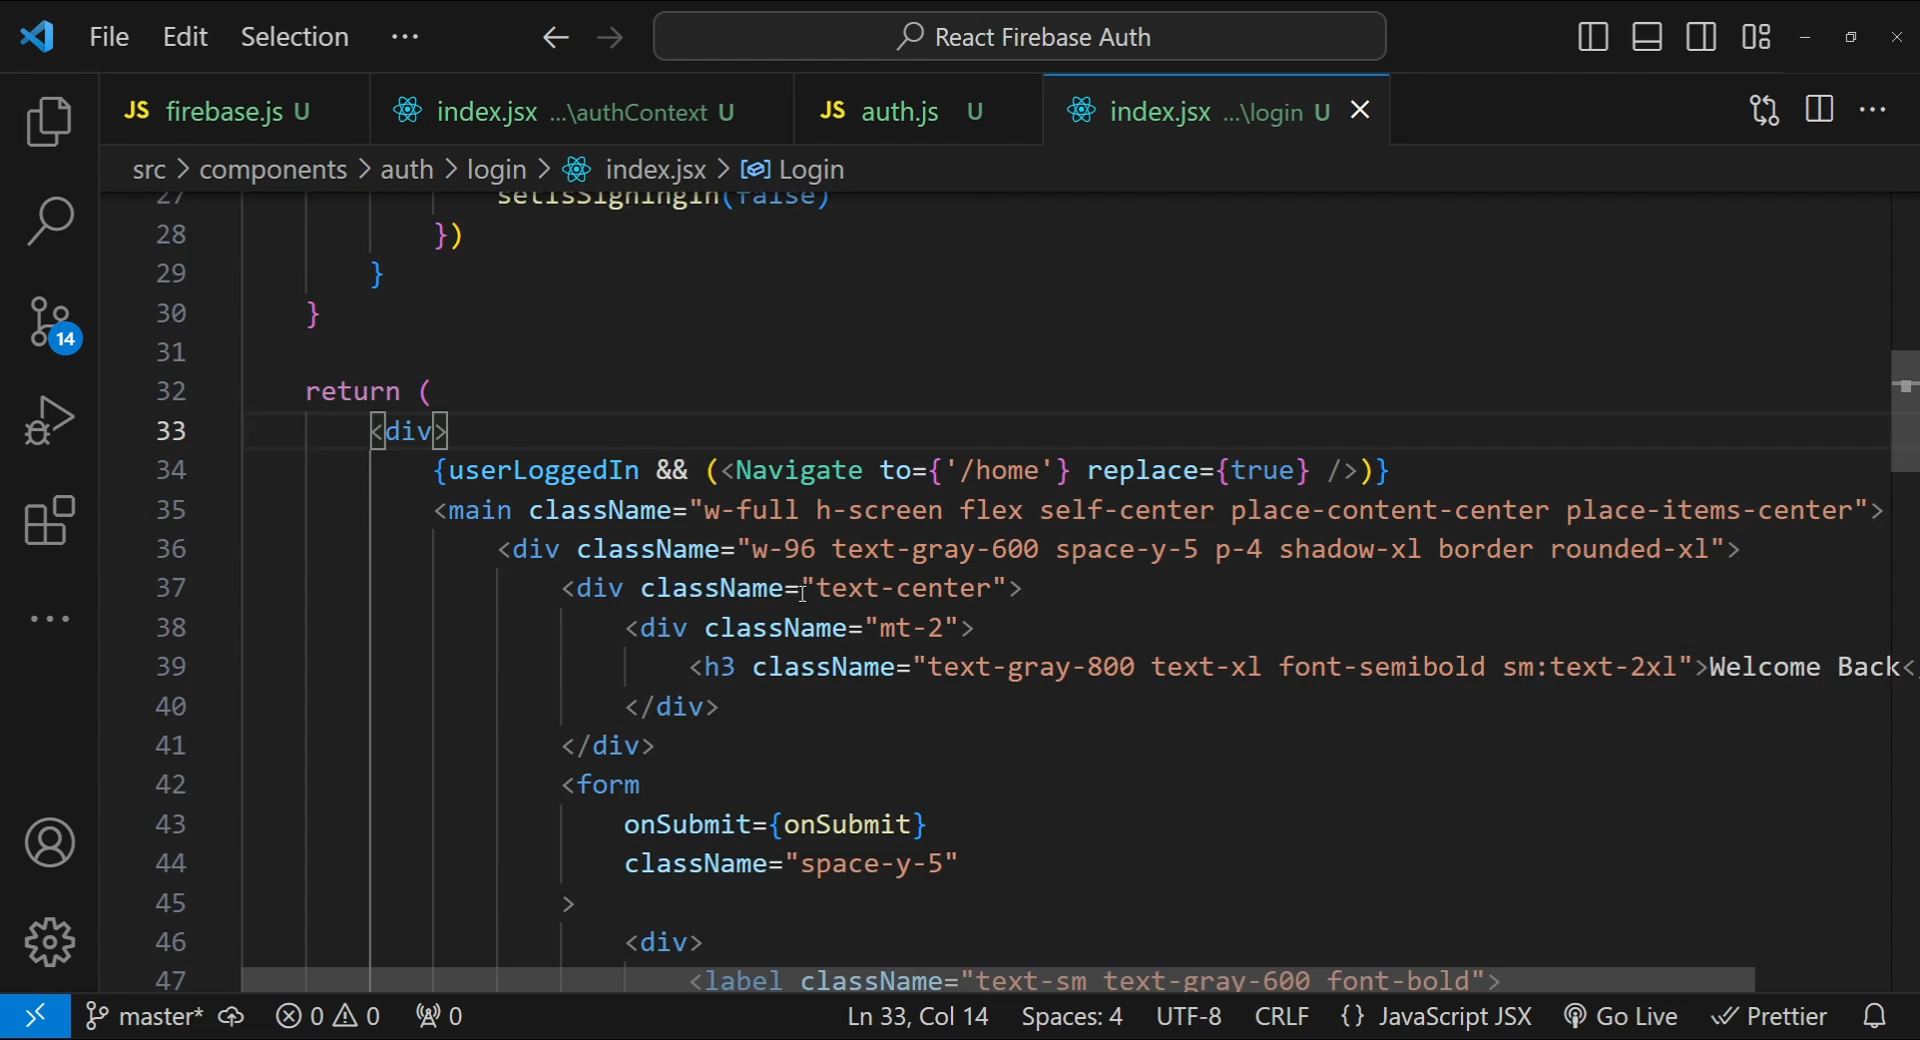 File Edit Selection ··· React Firebase Auth
JS firebase.js U index.jsx ...\authContext U JS auth.js U index.jsx ...\login U
src > components > auth > login > index.jsx > Login
27 setIsSigningIn(false)
28 })
29 }
30 }
31
32 return (
33 <div>
34 {userLoggedIn && (<Navigate to={'/home'} replace={true} />)}
35 <main className="w-full h-screen flex self-center place-content-center place-items-center">
36 <div className="w-96 text-gray-600 space-y-5 p-4 shadow-xl border rounded-xl">
37 <div className="text-center">
38 <div className="mt-2">
39 <h3 className="text-gray-800 text-xl font-semibold sm:text-2xl">Welcome Back<
40 </div>
41 </div>
42 <form
43 onSubmit={onSubmit}
44 className="space-y-5"
45 >
46 <div>
47 <label className="text-sm text-gray-600 font-bold">
14
master* 0 0 0 Ln 33, Col 14 Spaces: 4 UTF-8 CRLF {} JavaScript JSX Go Live Prettier